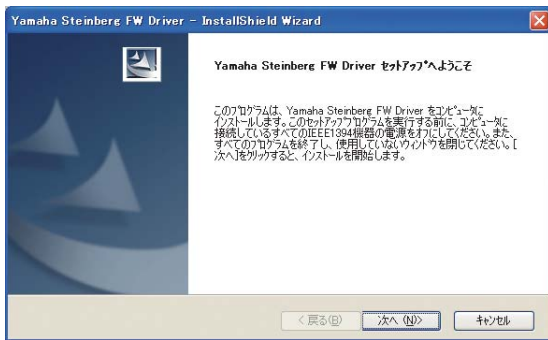 Yamaha Steinberg FW Driver - InstallShield Wizard
Yamaha Steinberg FW Driver セットアップへようこそ
このプログラムは、Yamaha Steinberg FW Driver をコンピュータに
インストールします。このセットアッププログラムを実行する前に、コンピュータに
接続しているすべてのIEEE1394機器の電源をオフにしてください。また、
すべてのプログラムを終了し、使用していないウィンドウを閉じてください。[
次へ]をクリックすると、インストールを開始します。
< 戻る(B) 次へ (N)> キャンセル